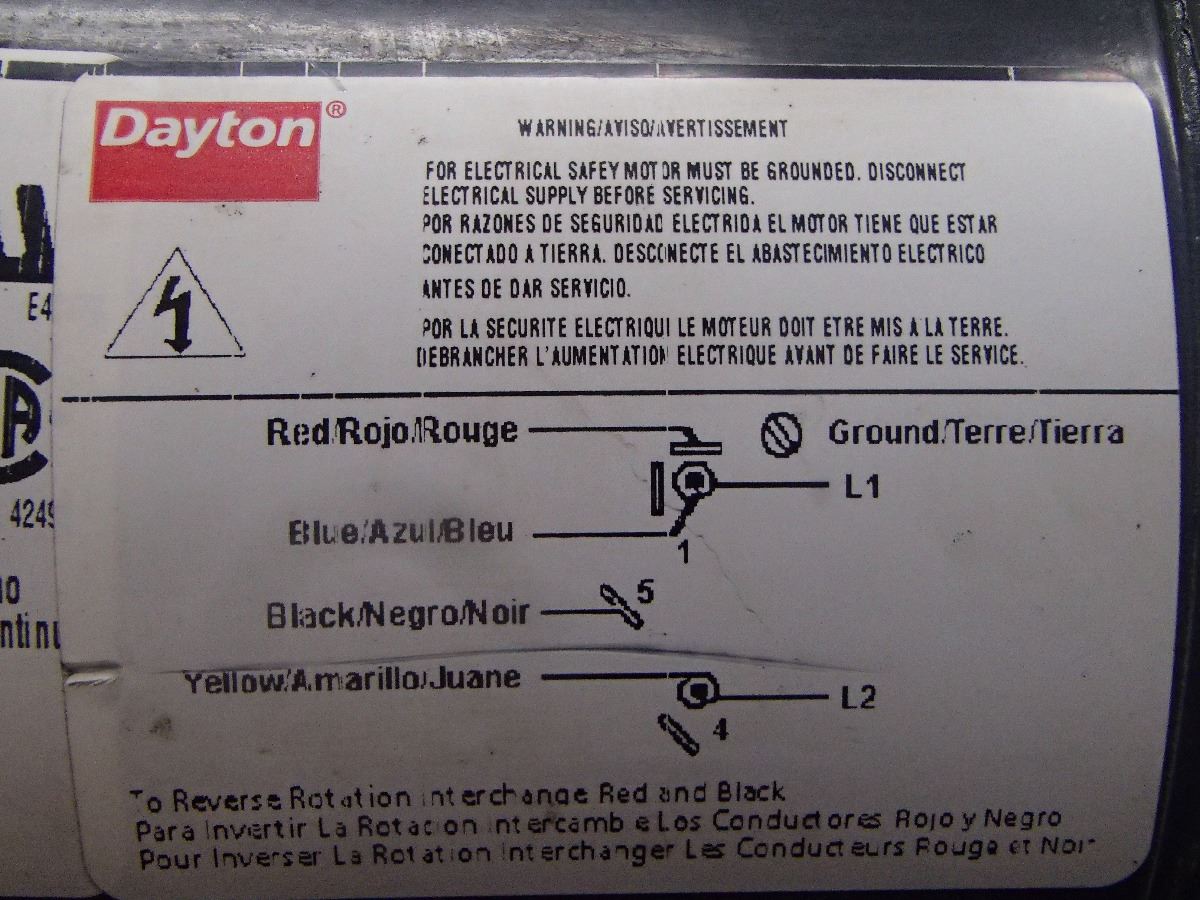 Dayton®
WARNING/AVISO/AVERTISSEMENT
FOR ELECTRICAL SAFEY MOTOR MUST BE GROUNDED. DISCONNECT
ELECTRICAL SUPPLY BEFORE SERVICING.
POR RAZONES DE SEGURIDAD ELECTRIDA EL MOTOR TIENE QUE ESTAR
CONECTADO A TIERRA. DESCONECTE EL ABASTECIMIENTO ELECTRICO
ANTES DE DAR SERVICIO.
POR LA SECURITE ELECTRIQUI LE MOTEUR DOIT ETRE MIS A LA TERRE.
DEBRANCHER L'AUMENTATION ELECTRIQUE AVANT DE FAIRE LE SERVICE.
E4
4249
Red/Rojo/Rouge
Ground/Terre/Tierra
L1
Blue/Azul/Bleu
1
Black/Negro/Noir
5
Yellow/Amarillo/Juane
L2
4
To Reverse Rotation interchange Red and Black
Para Invertir La Rotacion intercambie Los Conductores Rojo y Negro
Pour Inverser La Rotation Interchanger Les Conducteurs Rouge et Noir